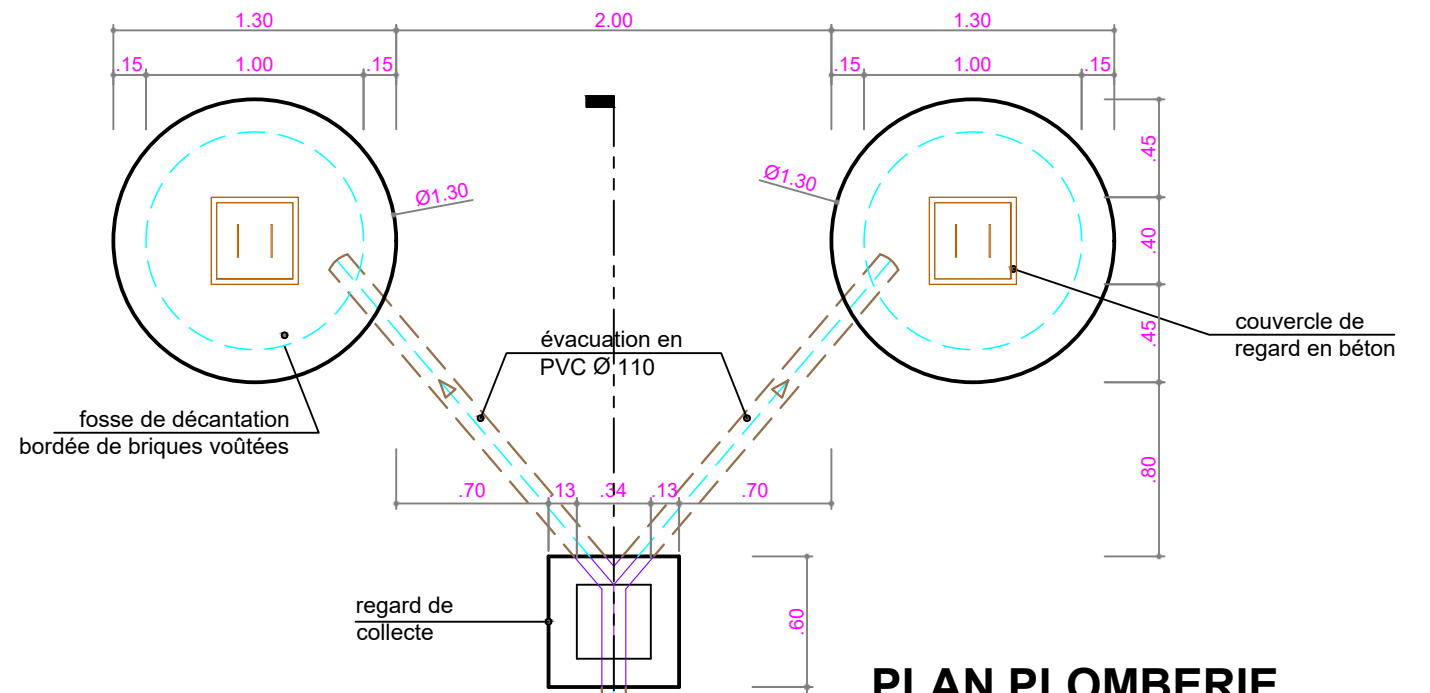 1.30 2.00 1.30
.15 1.00 .15 .15 1.00 .15
.45
Ø1.30 Ø1.30
.40
.45
couvercle de
regard en béton
évacuation en
PVC Ø 110
fosse de décantation
bordée de briques voûtées
.80
.70 .13 .34 .13 .70
regard de
collecte
.60
PLAN PLOMBERIE